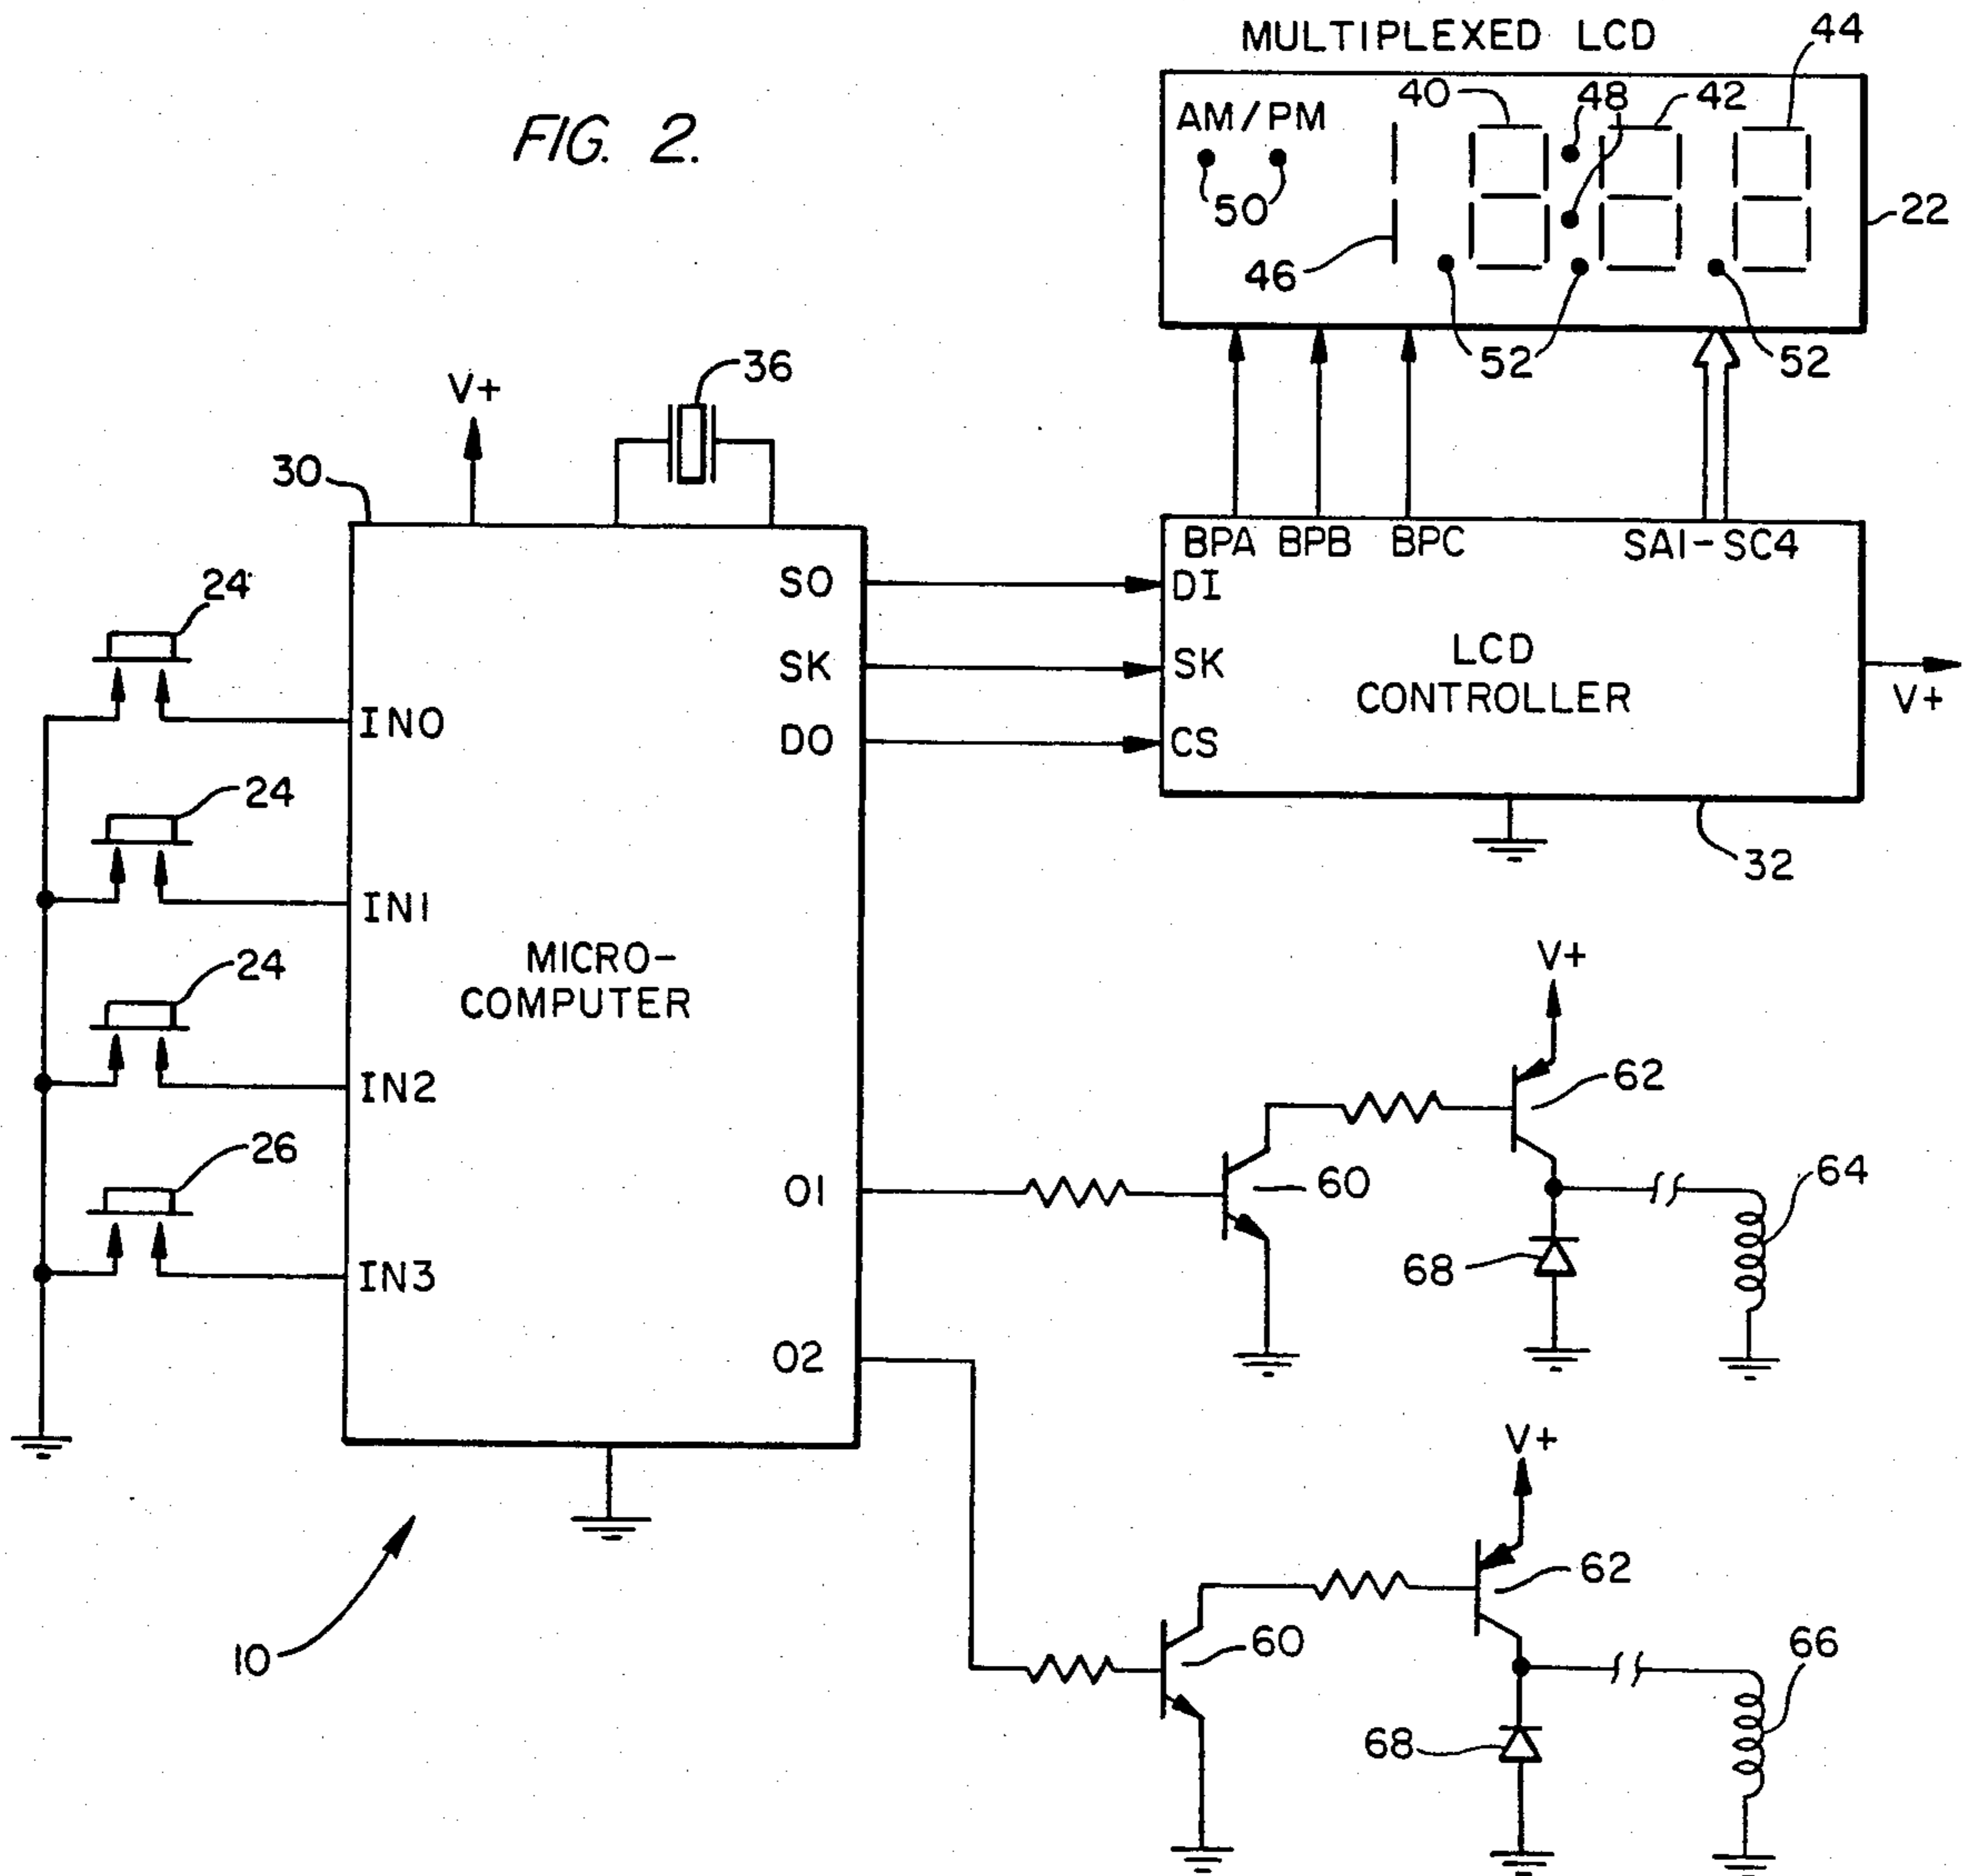 MULTIPLEXED LCD
44
FIG. 2.
AM/PM
40
48
42
50
46
22
52
52
V+
36
30
BPA BPB BPC SA1-SC4
SO
DI
24
LCD
CONTROLLER
SK
SK
V+
IN0
DO
CS
24
32
IN1
MICRO-
COMPUTER
24
V+
IN2
62
26
O1
60
64
68
IN3
O2
V+
62
10
60
66
68